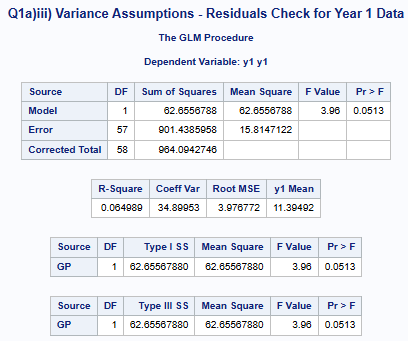 Q1a)iii) Variance Assumptions - Residuals Check for Year 1 Data
The GLM Procedure
Dependent Variable: y1 y1
Source DF Sum of Squares Mean Square F Value Pr > F
Model 1 62.6556788 62.6556788 3.96 0.0513
Error 57 901.4385958 15.8147122
Corrected Total 58 964.0942746
R-Square Coeff Var Root MSE y1 Mean
0.064989 34.89953 3.976772 11.39492
Source DF Type I SS Mean Square F Value Pr > F
GP 1 62.65567880 62.65567880 3.96 0.0513
Source DF Type III SS Mean Square F Value Pr > F
GP 1 62.65567880 62.65567880 3.96 0.0513